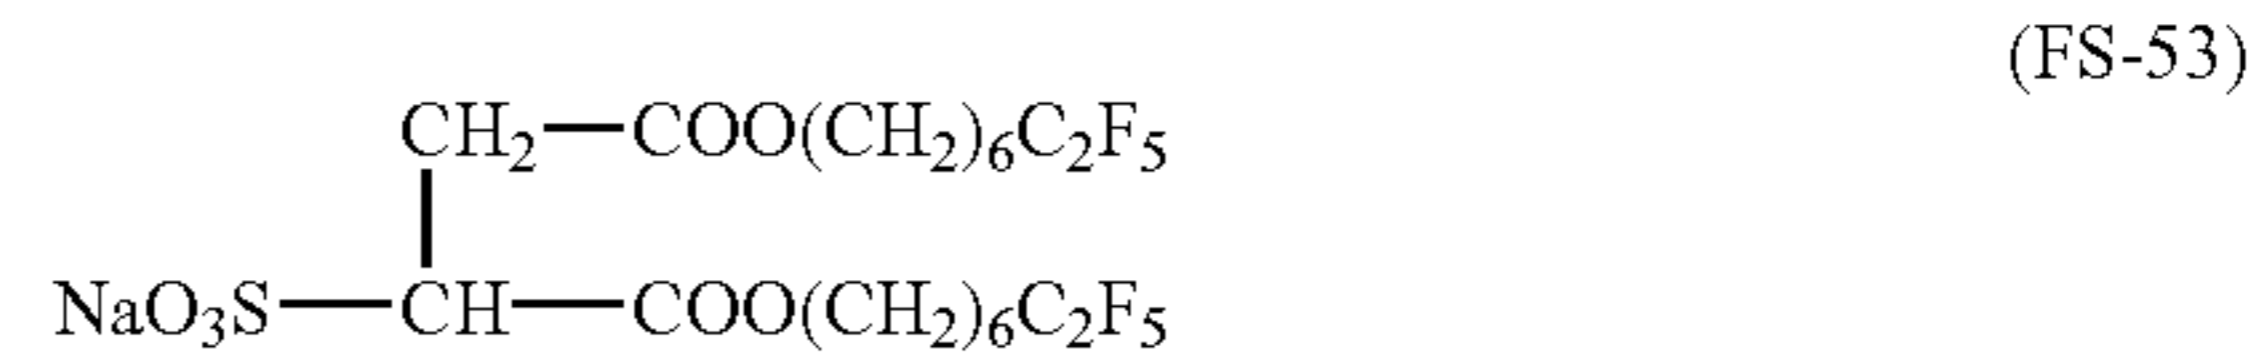 (FS-53)
CH₂—COO(CH₂)₆C₂F₅
NaO₃S—CH—COO(CH₂)₆C₂F₅